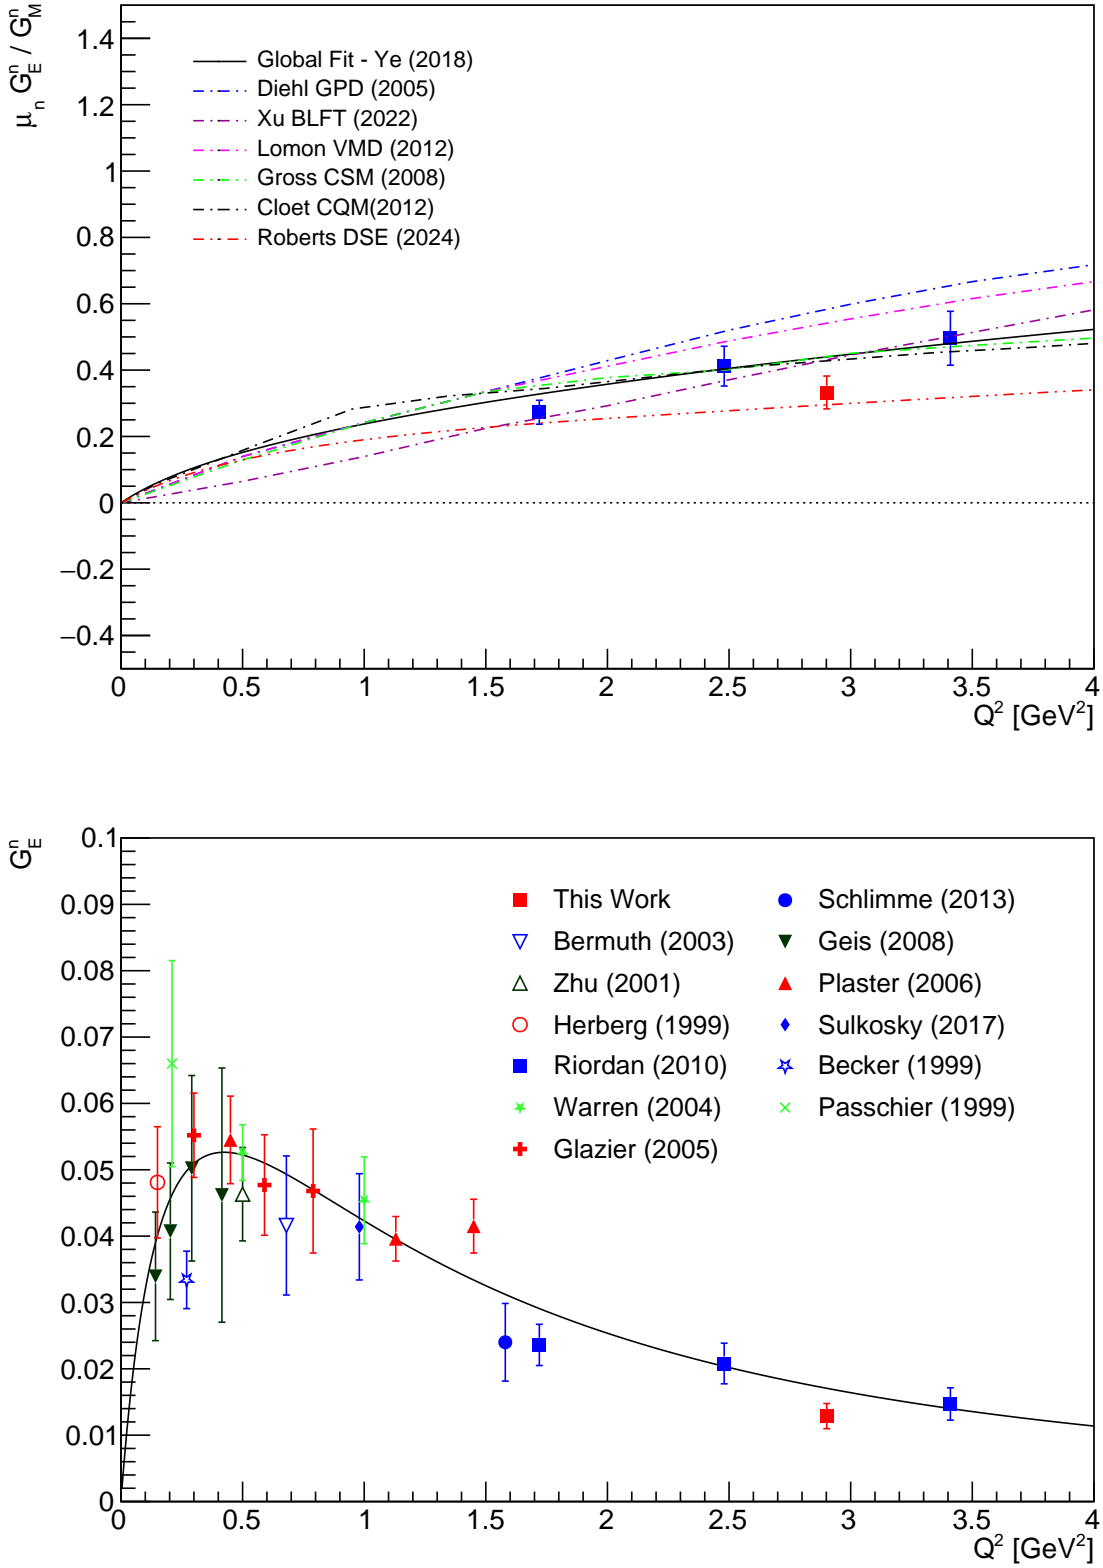 μn G^n_E / G^n_M
1.4
1.2
1
0.8
0.6
0.4
0.2
0
−0.2
−0.4
Global Fit - Ye (2018)
Diehl GPD (2005)
Xu BLFT (2022)
Lomon VMD (2012)
Gross CSM (2008)
Cloet CQM(2012)
Roberts DSE (2024)
0 0.5 1 1.5 2 2.5 3 3.5 4
Q² [GeV²]
G^n_E
0.1
0.09
0.08
0.07
0.06
0.05
0.04
0.03
0.02
0.01
0
This Work
Bermuth (2003)
Zhu (2001)
Herberg (1999)
Riordan (2010)
Warren (2004)
Glazier (2005)
Schlimme (2013)
Geis (2008)
Plaster (2006)
Sulkosky (2017)
Becker (1999)
Passchier (1999)
0 0.5 1 1.5 2 2.5 3 3.5 4
Q² [GeV²]